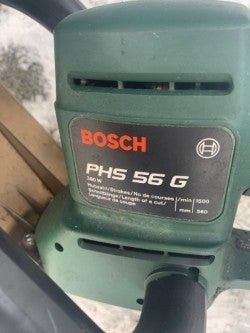 BOSCH
PHS 56 G
380 W
Hubzahl/Strokes/No de courses /min 1500
Schnittlänge/Length of a cut/
Longueur de coupe mm 560